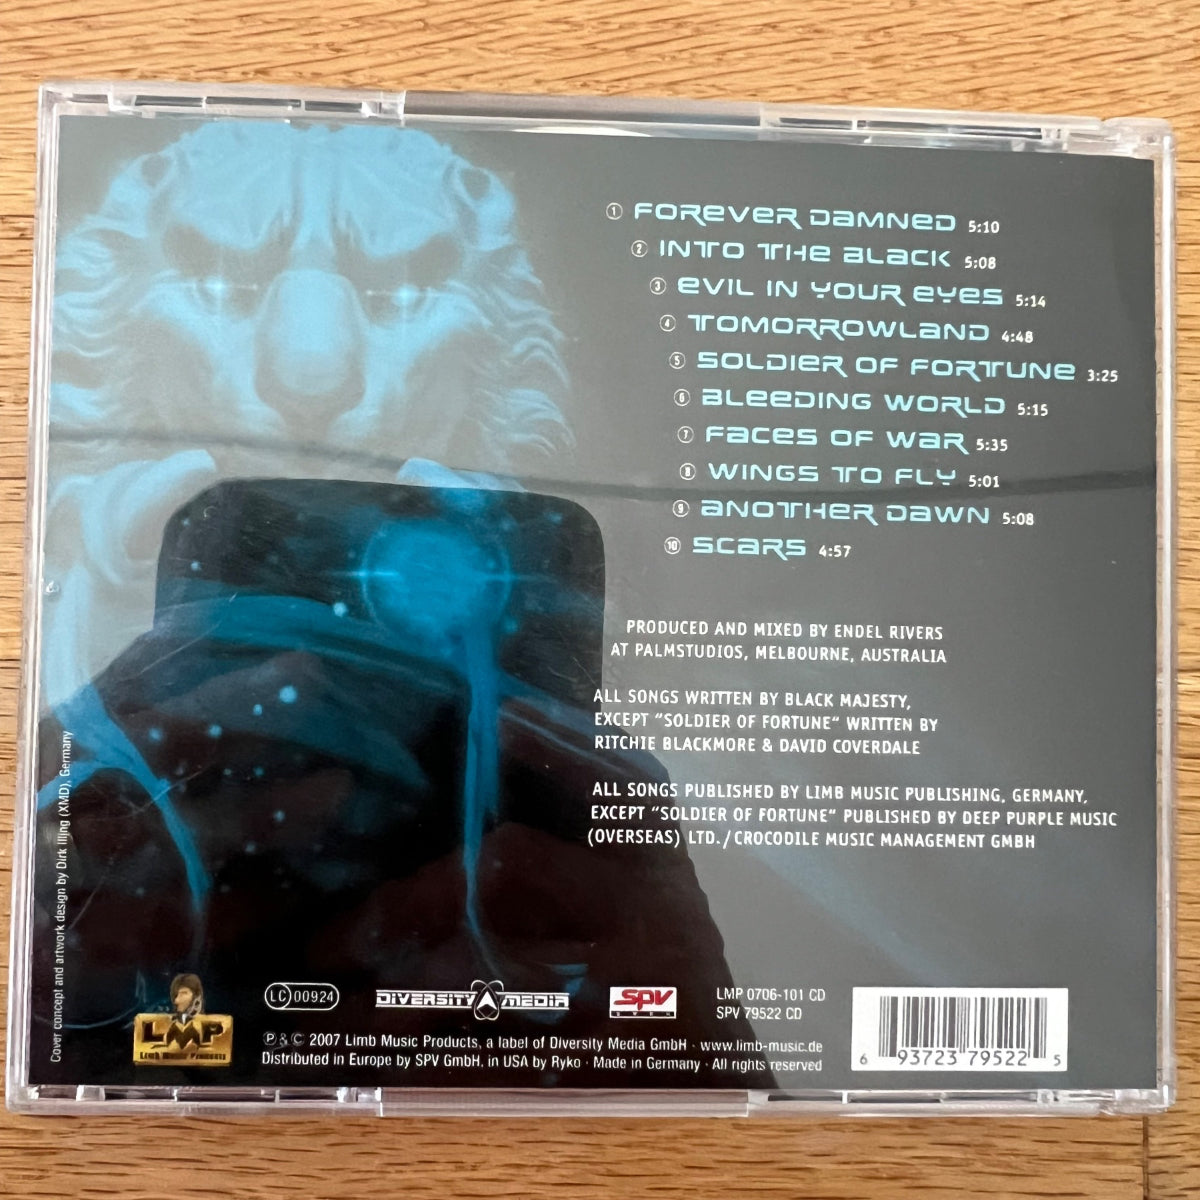 1 FOREVER DAMNED 5:10
2 INTO THE BLACK 5:08
3 EVIL IN YOUR EYES 5:14
4 TOMORROWLAND 4:48
5 SOLDIER OF FORTUNE 3:25
6 BLEEDING WORLD 5:15
7 FACES OF WAR 5:35
8 WINGS TO FLY 5:01
9 ANOTHER DAWN 5:08
10 SCARS 4:57
PRODUCED AND MIXED BY ENDEL RIVERS
AT PALMSTUDIOS, MELBOURNE, AUSTRALIA
ALL SONGS WRITTEN BY BLACK MAJESTY,
EXCEPT “SOLDIER OF FORTUNE“ WRITTEN BY
RITCHIE BLACKMORE & DAVID COVERDALE
ALL SONGS PUBLISHED BY LIMB MUSIC PUBLISHING, GERMANY,
EXCEPT “SOLDIER OF FORTUNE“ PUBLISHED BY DEEP PURPLE MUSIC
(OVERSEAS) LTD./CROCODILE MUSIC MANAGEMENT GMBH
Cover concept and artwork design by Dirk Illing (XMD), Germany
LMP
Limb Music Products
LC 00924
DIVERSITY MEDIA
SPV
LMP 0706-101 CD
SPV 79522 CD
℗ & © 2007 Limb Music Products, a label of Diversity Media GmbH · www.limb-music.de
Distributed in Europe by SPV GmbH, in USA by Ryko · Made in Germany · All rights reserved
6 93723 79522 5